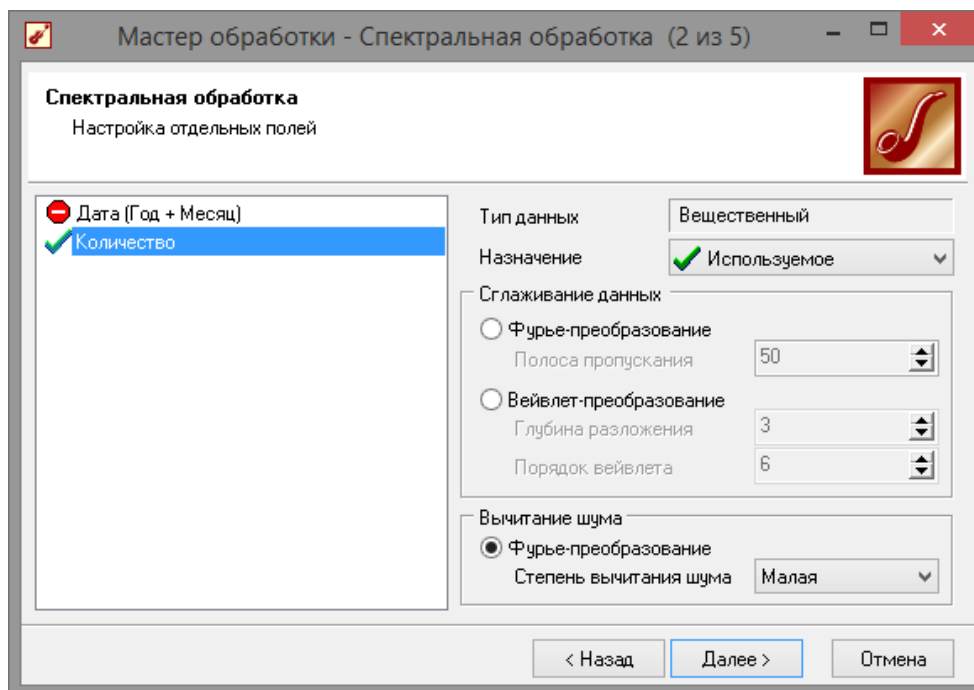 Мастер обработки - Спектральная обработка (2 из 5)
Спектральная обработка
Настройка отдельных полей
Дата (Год + Месяц)
Количество
Тип данных
Вещественный
Назначение
Используемое
Сглаживание данных
Фурье-преобразование
Полоса пропускания
50
Вейвлет-преобразование
Глубина разложения
3
Порядок вейвлета
6
Вычитание шума
Фурье-преобразование
Степень вычитания шума
Малая
< Назад
Далее >
Отмена